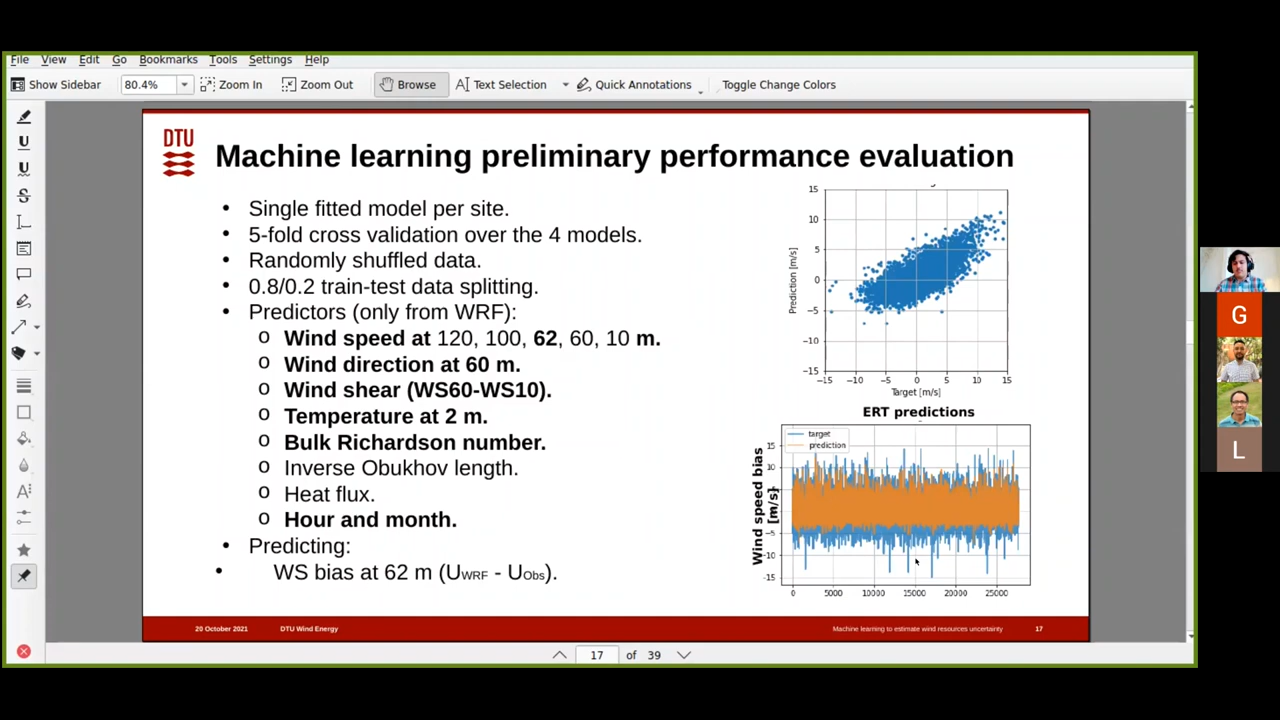 File View Edit Go Bookmarks Tools Settings Help
Show Sidebar 80.4% Zoom In Zoom Out Browse Text Selection Quick Annotations Toggle Change Colors
DTU
Machine learning preliminary performance evaluation
• Single fitted model per site.
• 5-fold cross validation over the 4 models.
• Randomly shuffled data.
• 0.8/0.2 train-test data splitting.
• Predictors (only from WRF):
o Wind speed at 120, 100, 62, 60, 10 m.
o Wind direction at 60 m.
o Wind shear (WS60-WS10).
o Temperature at 2 m.
o Bulk Richardson number.
o Inverse Obukhov length.
o Heat flux.
o Hour and month.
• Predicting:
• WS bias at 62 m (UWRF - UObs).
15
10
5
0
−5
−10
−15
Prediction [m/s]
−15 −10 −5 0 5 10 15
Target [m/s]
ERT predictions
target
prediction
Wind speed bias
[m/s]
15
10
−5
−10
−15
0 5000 10000 15000 20000 25000
20 October 2021 DTU Wind Energy Machine learning to estimate wind resources uncertainty 17
17 of 39
G
L